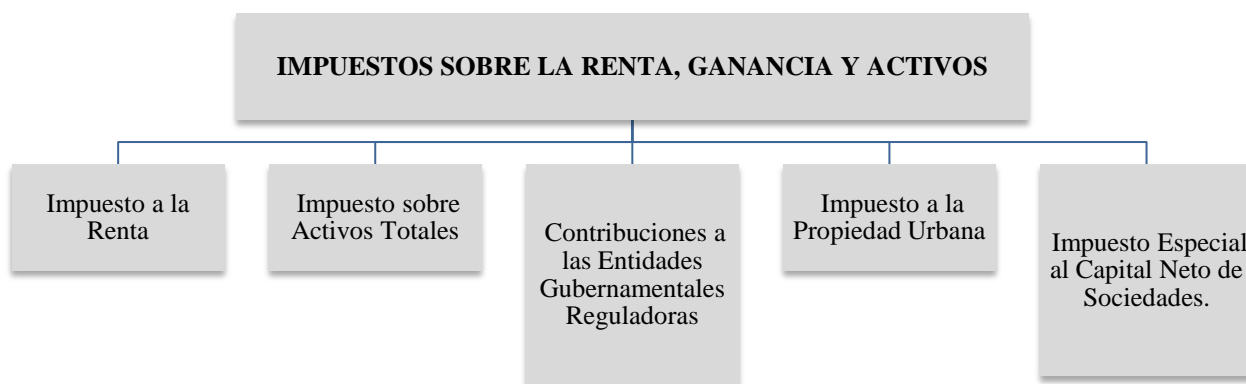 IMPUESTOS SOBRE LA RENTA, GANANCIA Y ACTIVOS
Impuesto a la
Renta
Impuesto sobre
Activos Totales
Contribuciones a
las Entidades
Gubernamentales
Reguladoras
Impuesto a la
Propiedad Urbana
Impuesto Especial
al Capital Neto de
Sociedades.